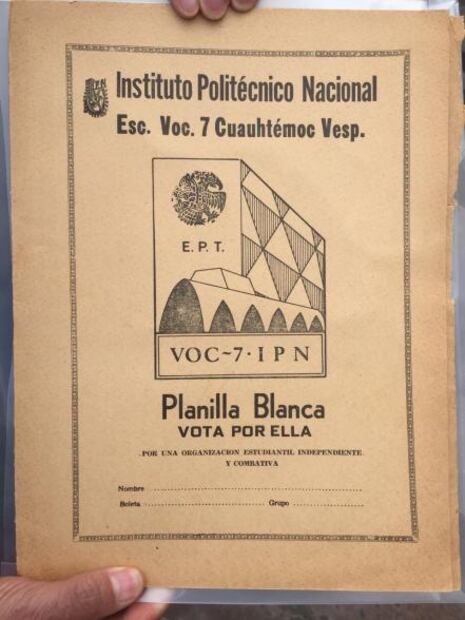 Instituto Politécnico Nacional
Esc. Voc. 7 Cuauhtémoc Vesp.
E. P. T.
VOC~7·IPN
Planilla Blanca
VOTA POR ELLA
.POR UNA ORGANIZACION ESTUDIANTIL INDEPENDIENTE.
Y COMBATIVA
Nombre
Boleta Grupo